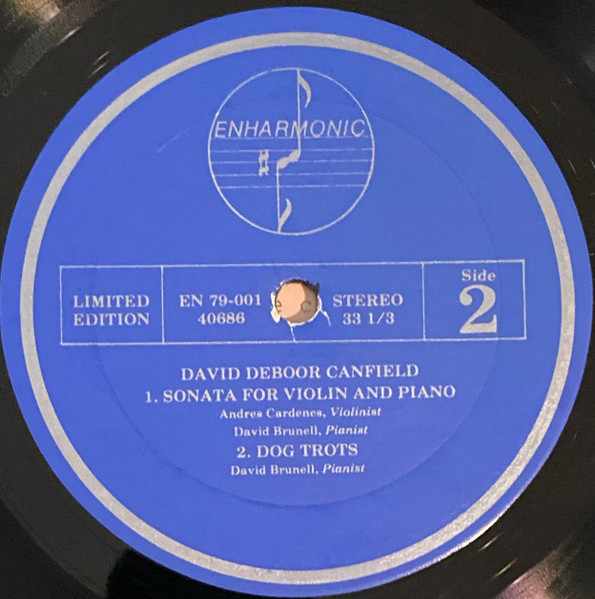 ENHARMONIC
LIMITED EDITION
EN 79-001
40686
STEREO
33 1/3
Side
2
DAVID DEBOOR CANFIELD
1. SONATA FOR VIOLIN AND PIANO
Andres Cardenes, Violinist
David Brunell, Pianist
2. DOG TROTS
David Brunell, Pianist